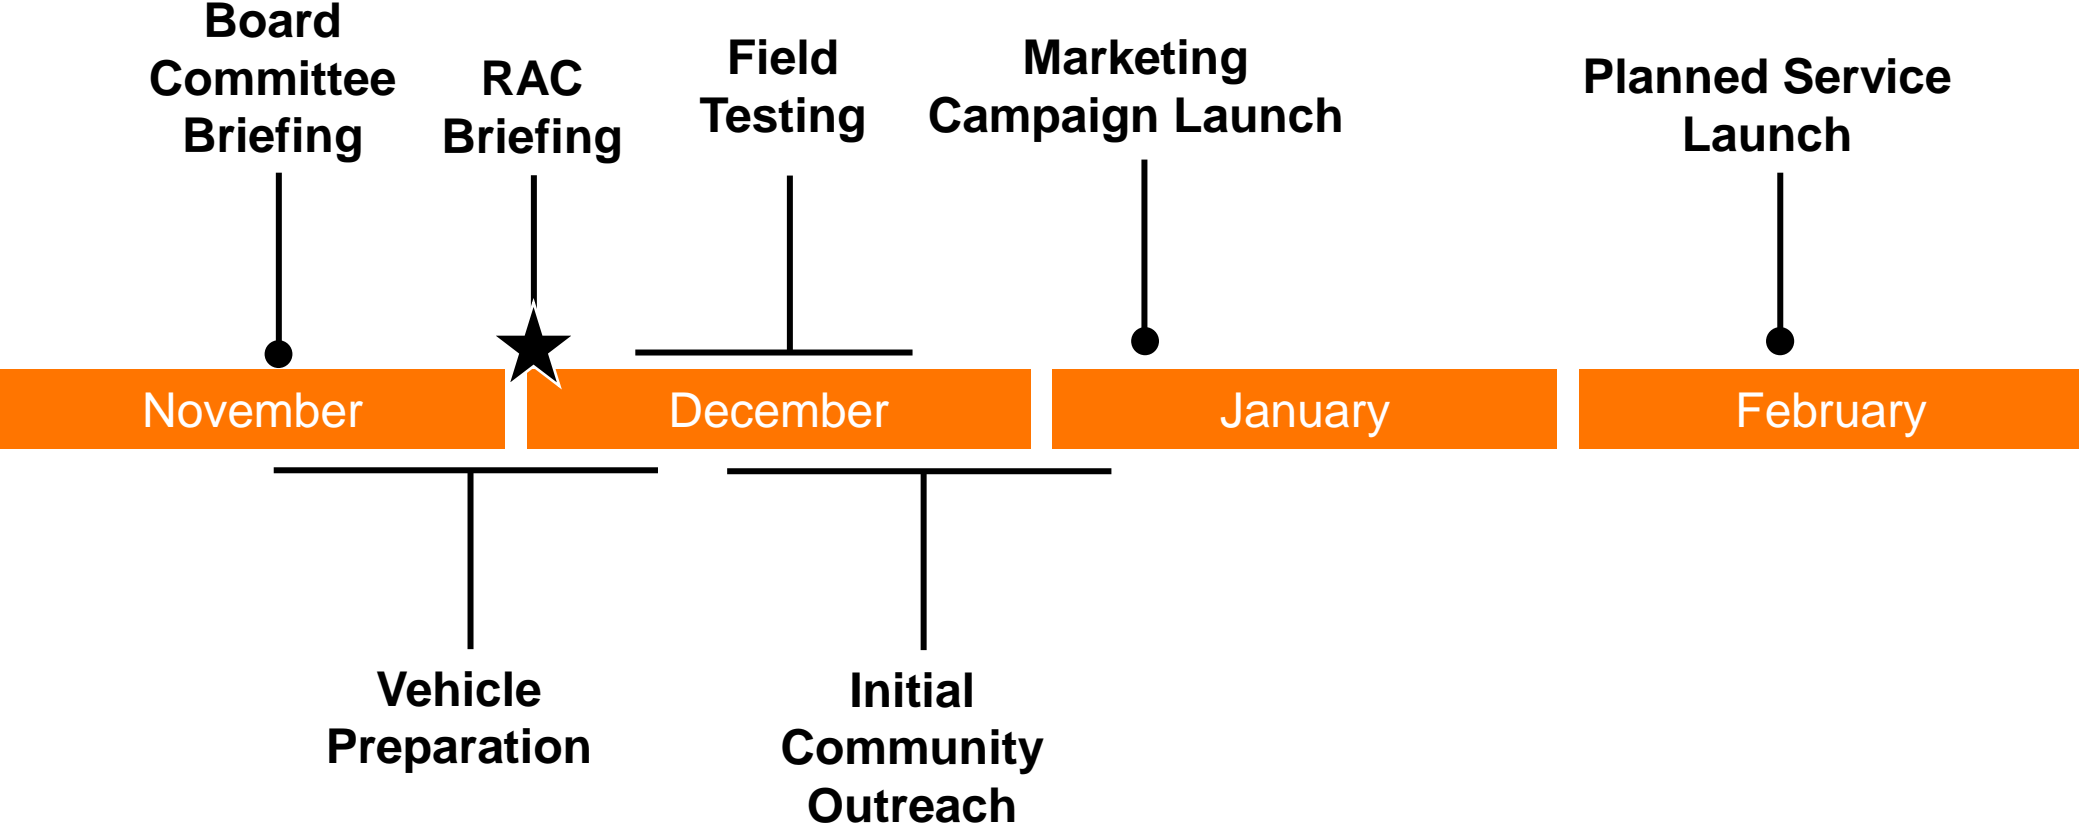 Board
Committee
Briefing
RAC
Briefing
Field
Testing
Marketing
Campaign Launch
Planned Service
Launch
November
December
January
February
Vehicle
Preparation
Initial
Community
Outreach